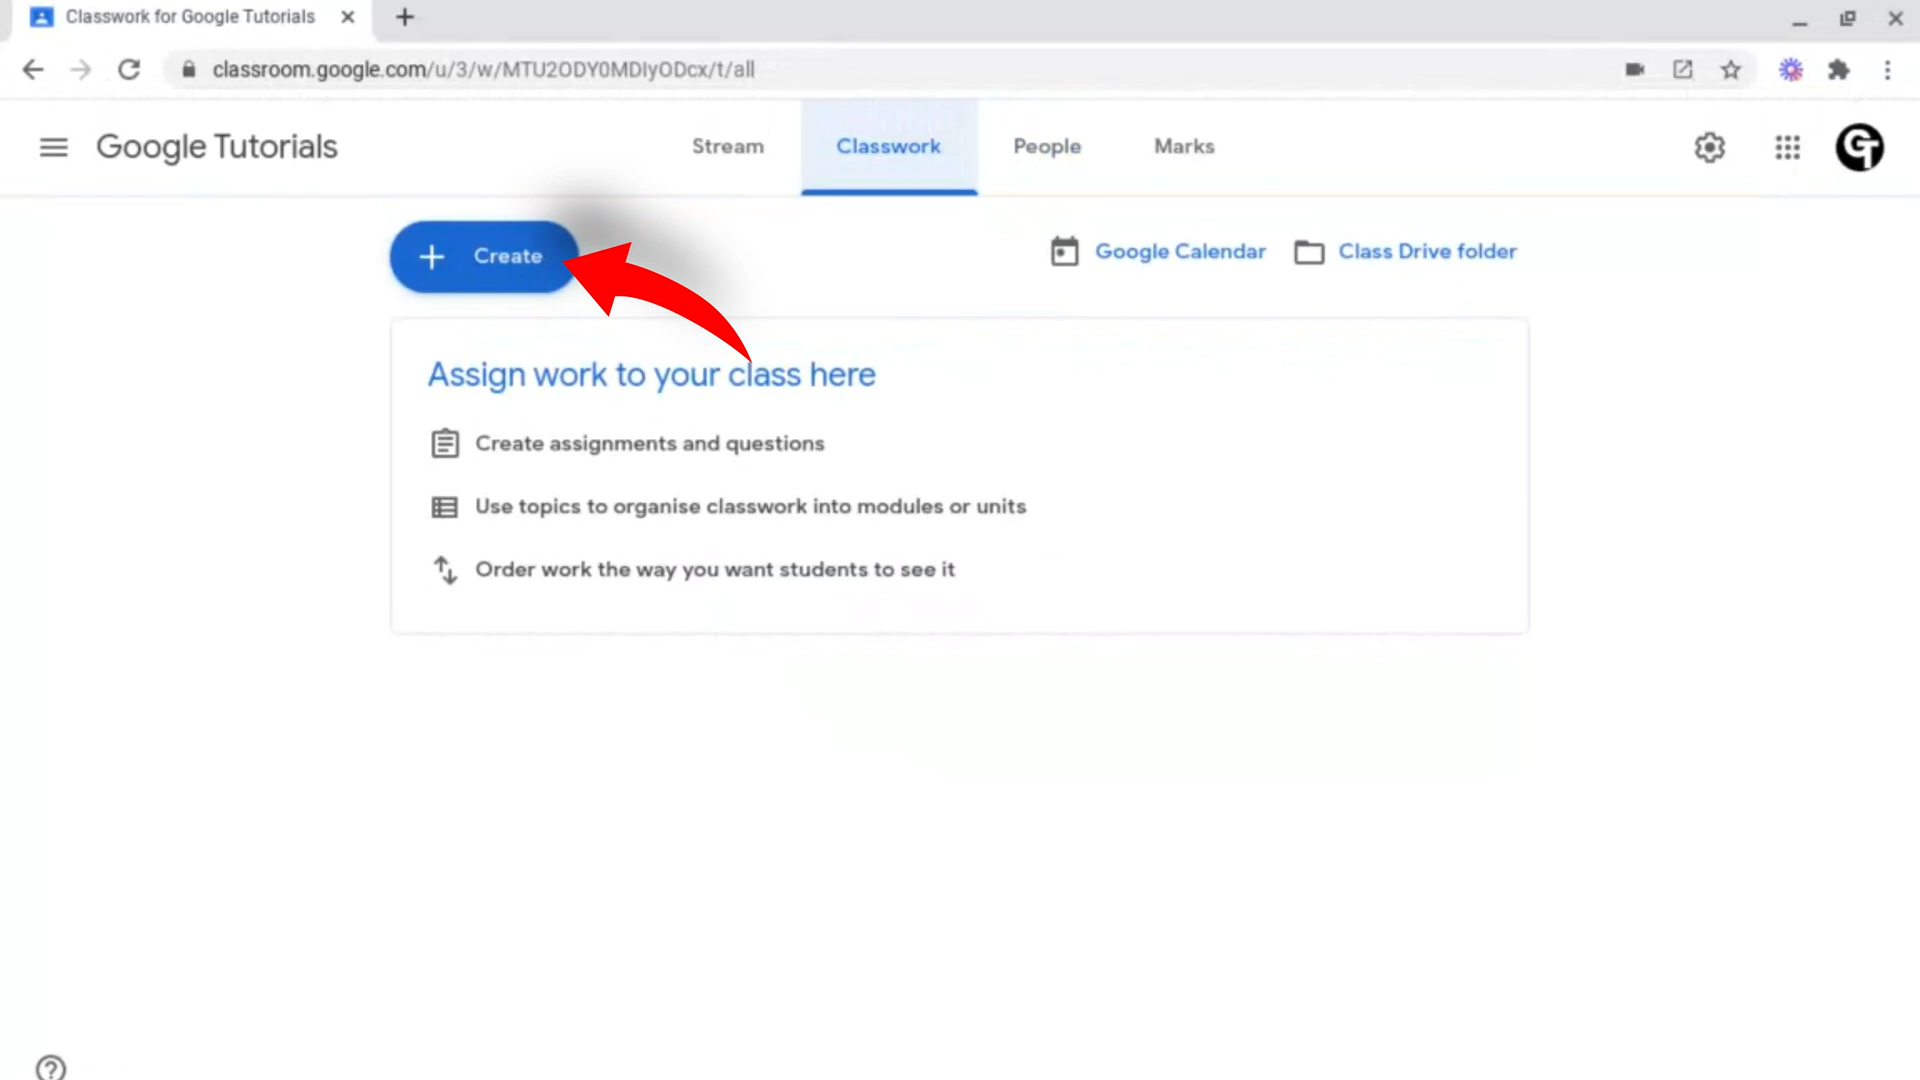 Classwork for Google Tutorials
classroom.google.com/u/3/w/MTU2ODY0MDIyODcx/t/all
Google Tutorials
Stream
Classwork
People
Marks
GT
Create
Google Calendar
Class Drive folder
Assign work to your class here
Create assignments and questions
Use topics to organise classwork into modules or units
Order work the way you want students to see it